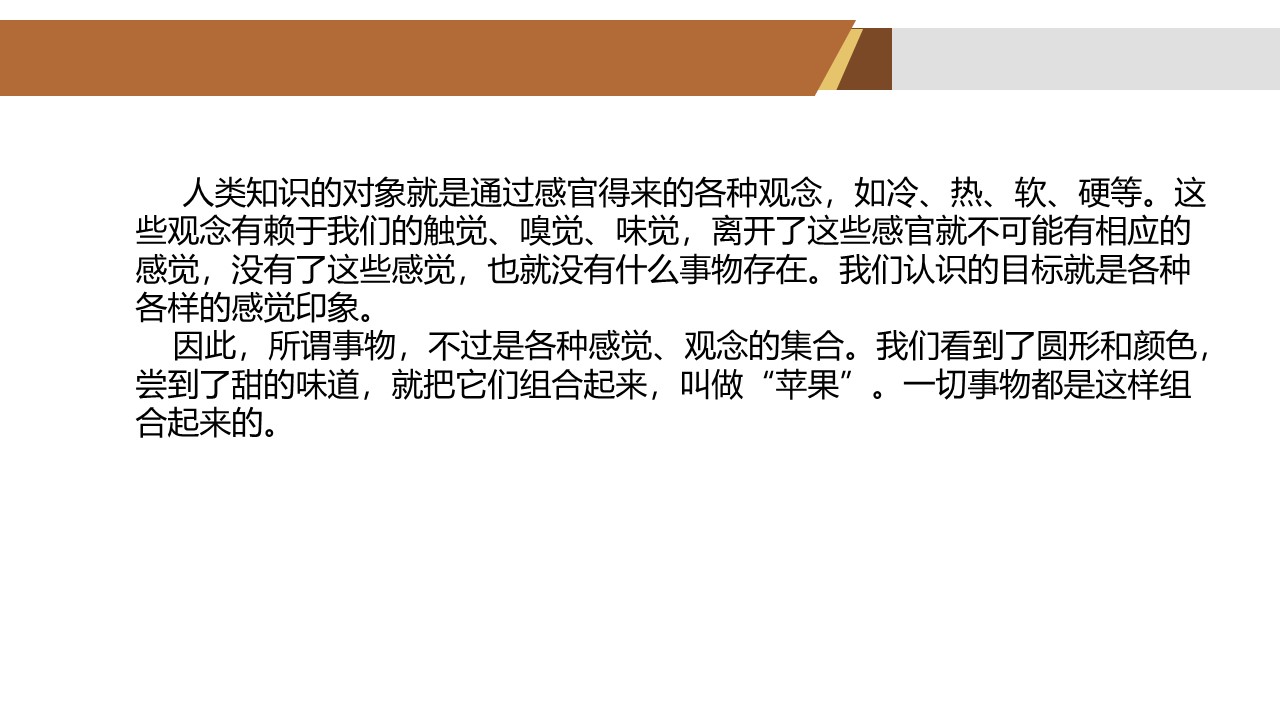 人类知识的对象就是通过感官得来的各种观念，如冷、热、软、硬等。这
些观念有赖于我们的触觉、嗅觉、味觉，离开了这些感官就不可能有相应的
感觉，没有了这些感觉，也就没有什么事物存在。我们认识的目标就是各种
各样的感觉印象。
因此，所谓事物，不过是各种感觉、观念的集合。我们看到了圆形和颜色，
尝到了甜的味道，就把它们组合起来，叫做“苹果”。一切事物都是这样组
合起来的。